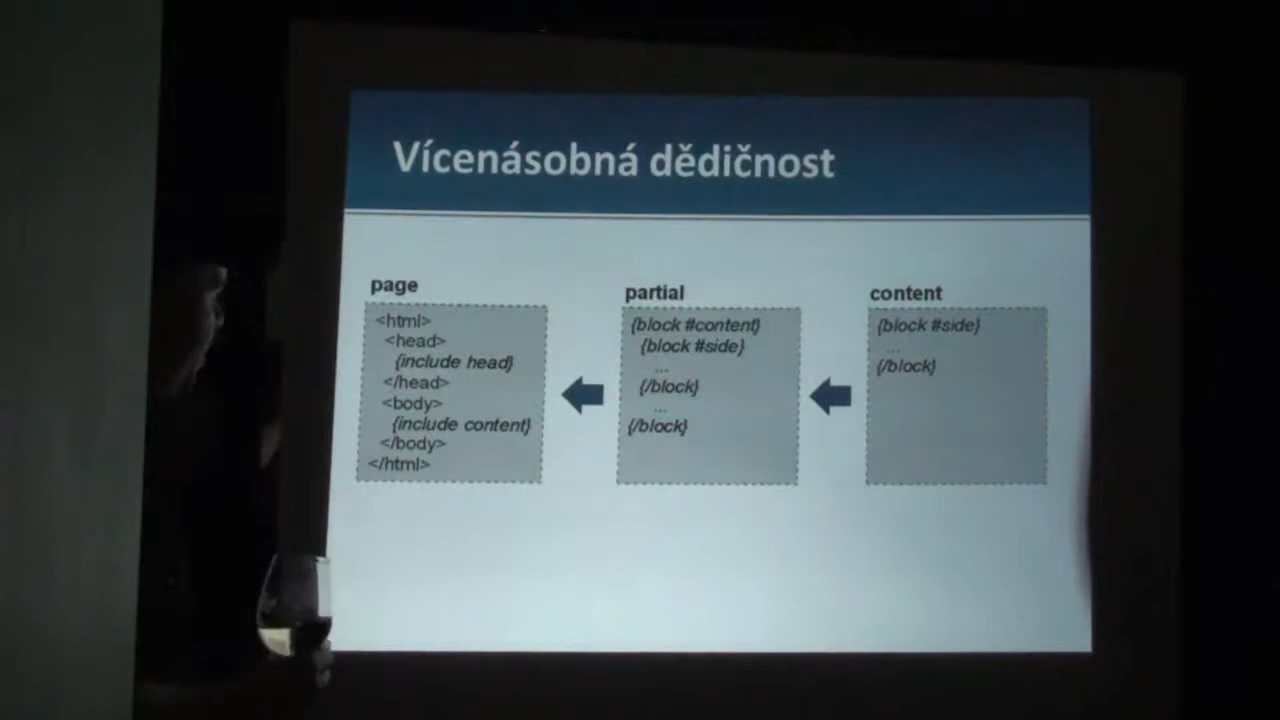 Vícenásobná dědičnost
page
<html>
<head>
{include head}
</head>
<body>
{include content}
</body>
</html>
partial
{block #content}
{block #side}
...
{/block}
...
{/block}
content
{block #side}
...
{/block}